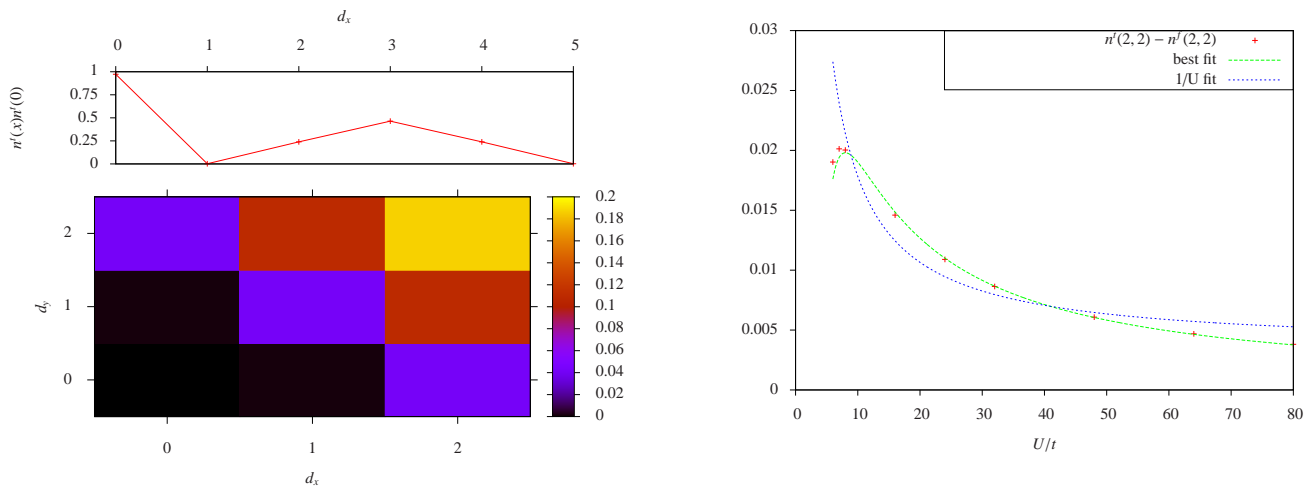 d_x
0 1 2 3 4 5
n^t(x)n^t(0)
1
0.75
0.5
0.25
0
d_y
2
1
0
0 1 2
d_x
0.2
0.18
0.16
0.14
0.12
0.1
0.08
0.06
0.04
0.02
0
n^t(2, 2) − n^f(2, 2)
best fit
1/U fit
0.03
0.025
0.02
0.015
0.01
0.005
0
0 10 20 30 40 50 60 70 80
U/t